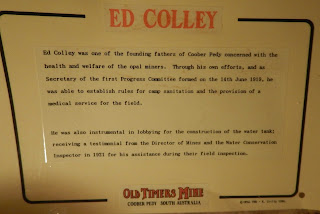 ED COLLEY
Ed Colley was one of the founding fathers of Coober Pedy concerned with
the health and welfare of the opal miners. Through his own efforts, and as
Secretary of the first Progress Committee formed on the 14th June 1919, he
was able to establish rules for camp sanitation and the provision of a
medical service for the field.
He was also instrumental in lobbying for the construction of the water tank;
receiving a testimonial from the Director of Mines and the Water Conservation
Inspector in 1921 for his assistance during their field inspection.
OLD TIMERS MINE
COOBER PEDY SOUTH AUSTRALIA